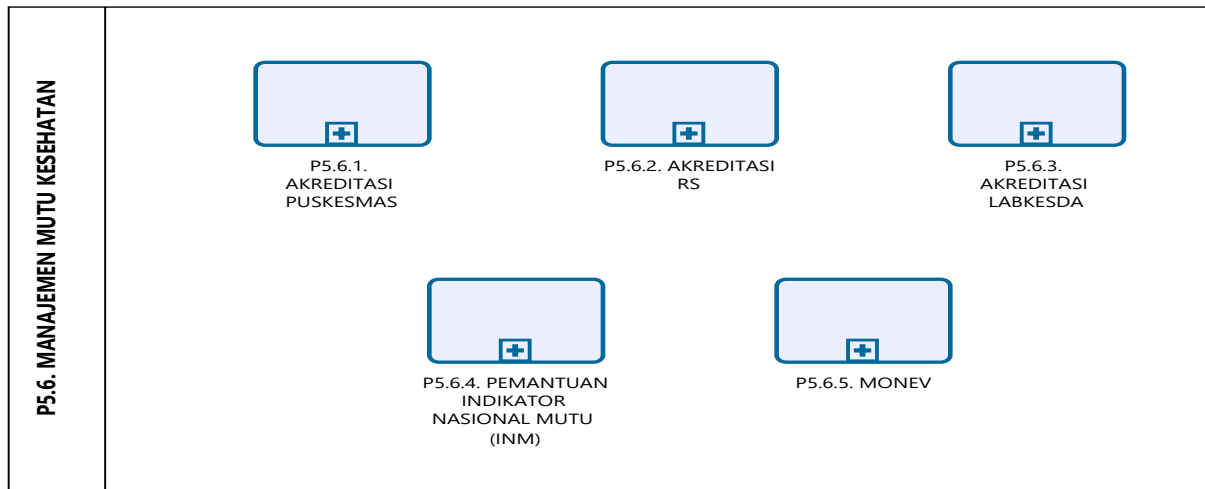 P5.6. MANAJEMEN MUTU KESEHATAN
P5.6.1.
AKREDITASI
PUSKESMAS
P5.6.2. AKREDITASI
RS
P5.6.3.
AKREDITASI
LABKESDA
P5.6.4. PEMANTUAN
INDIKATOR
NASIONAL MUTU
(INM)
P5.6.5. MONEV